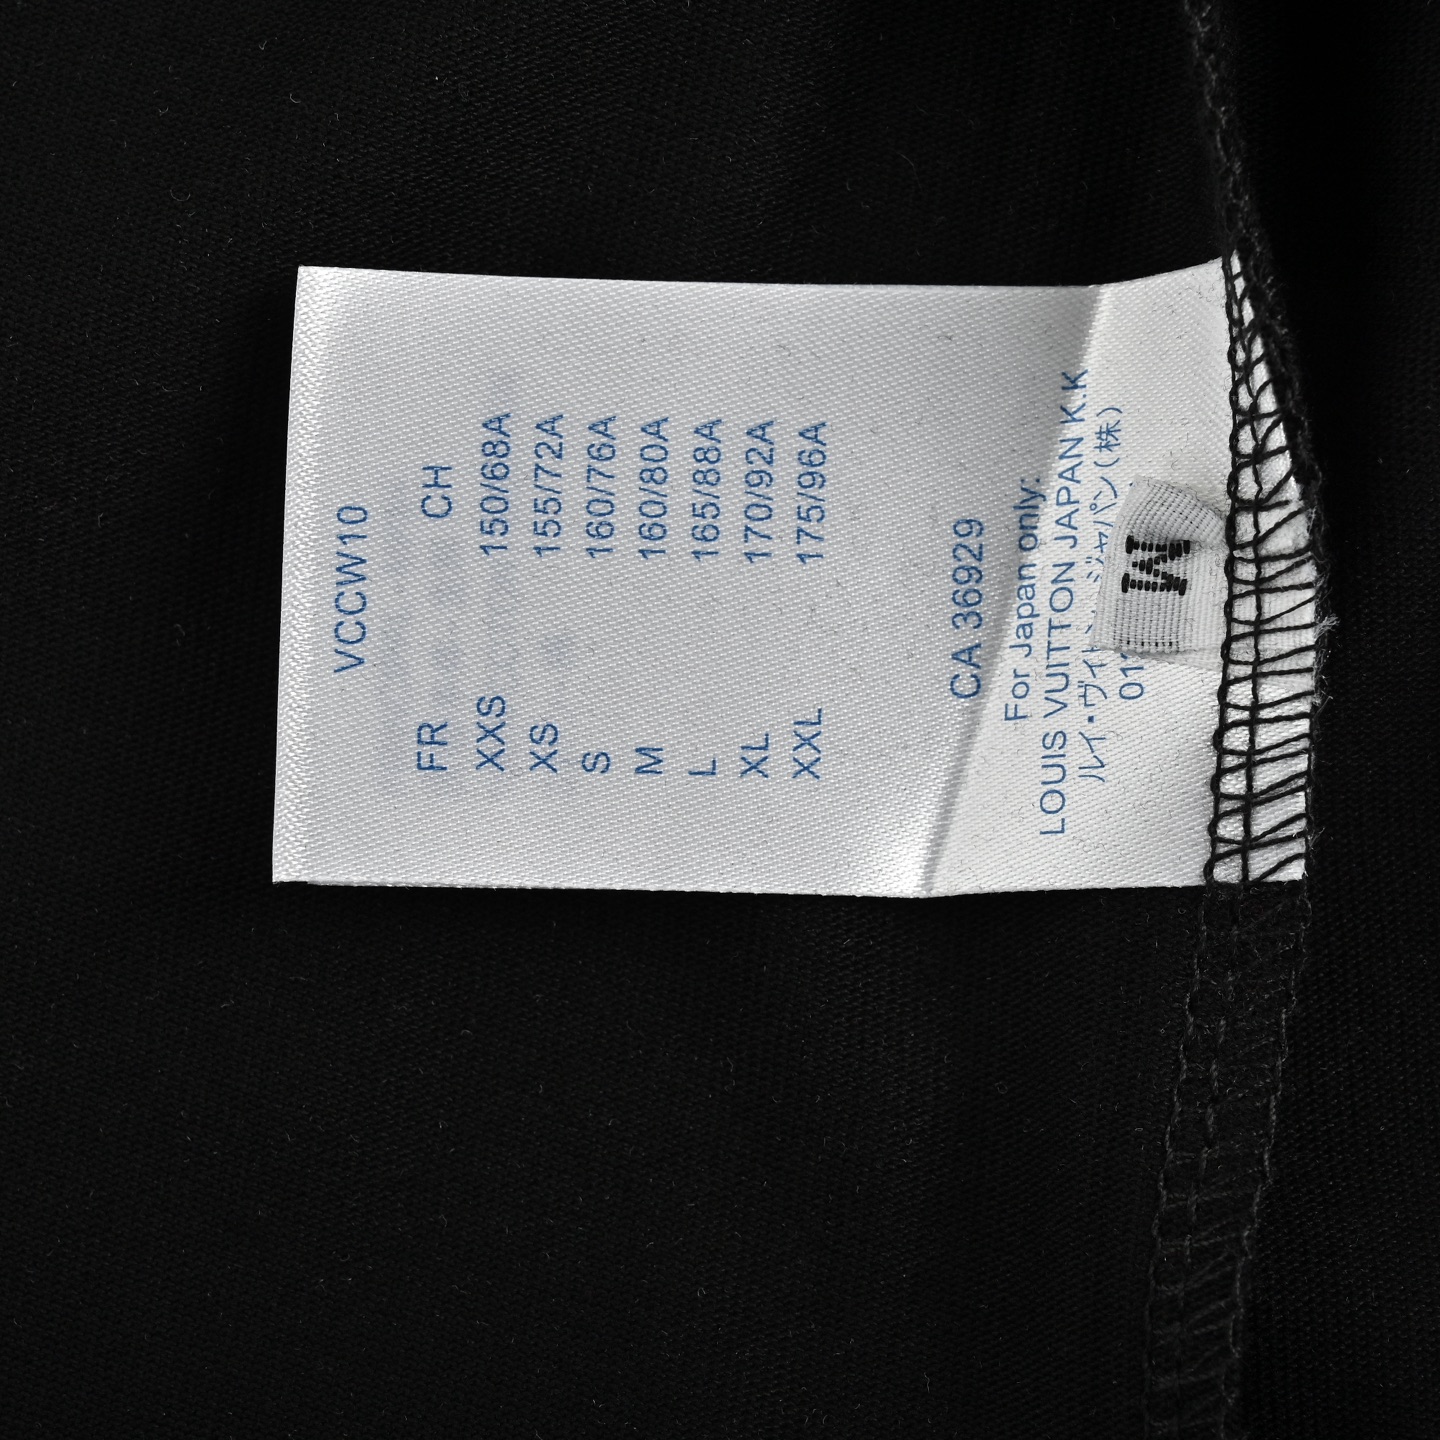 VCCW10
FR CH
XXS 150/68A
XS 155/72A
S 160/76A
M 160/80A
L 165/88A
XL 170/92A
XXL 175/96A
CA 36929
For Japan only:
LOUIS VUITTON JAPAN K.K
ルイ・ヴィトン ジャパン(株)
M